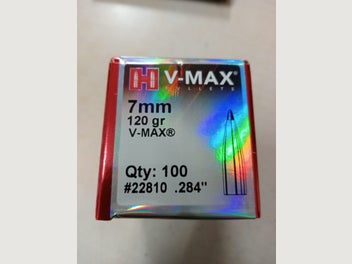 H V-MAX®
BULLETS
7mm
120 gr
V-MAX®
Qty: 100
#22810 .284"